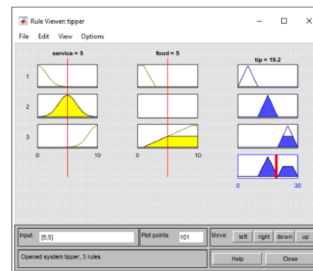 Rule Viewer: tipper
File Edit View Options
service = 5 food = 5 tip = 19.2
1
2
3
0 10 0 10
0 30
Input: [5;5] Plot points: 101 Move: left right down up
Opened system tipper, 3 rules Help Close